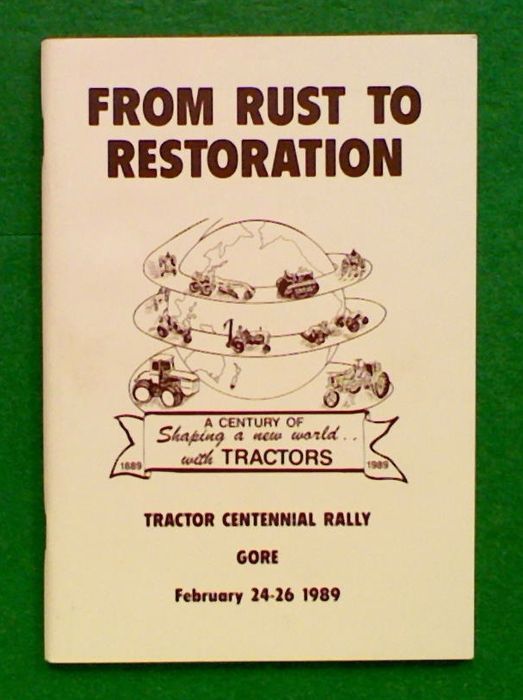 FROM RUST TO
RESTORATION
A CENTURY OF
Shaping a new world..
with TRACTORS
1889
1989
TRACTOR CENTENNIAL RALLY
GORE
February 24-26 1989